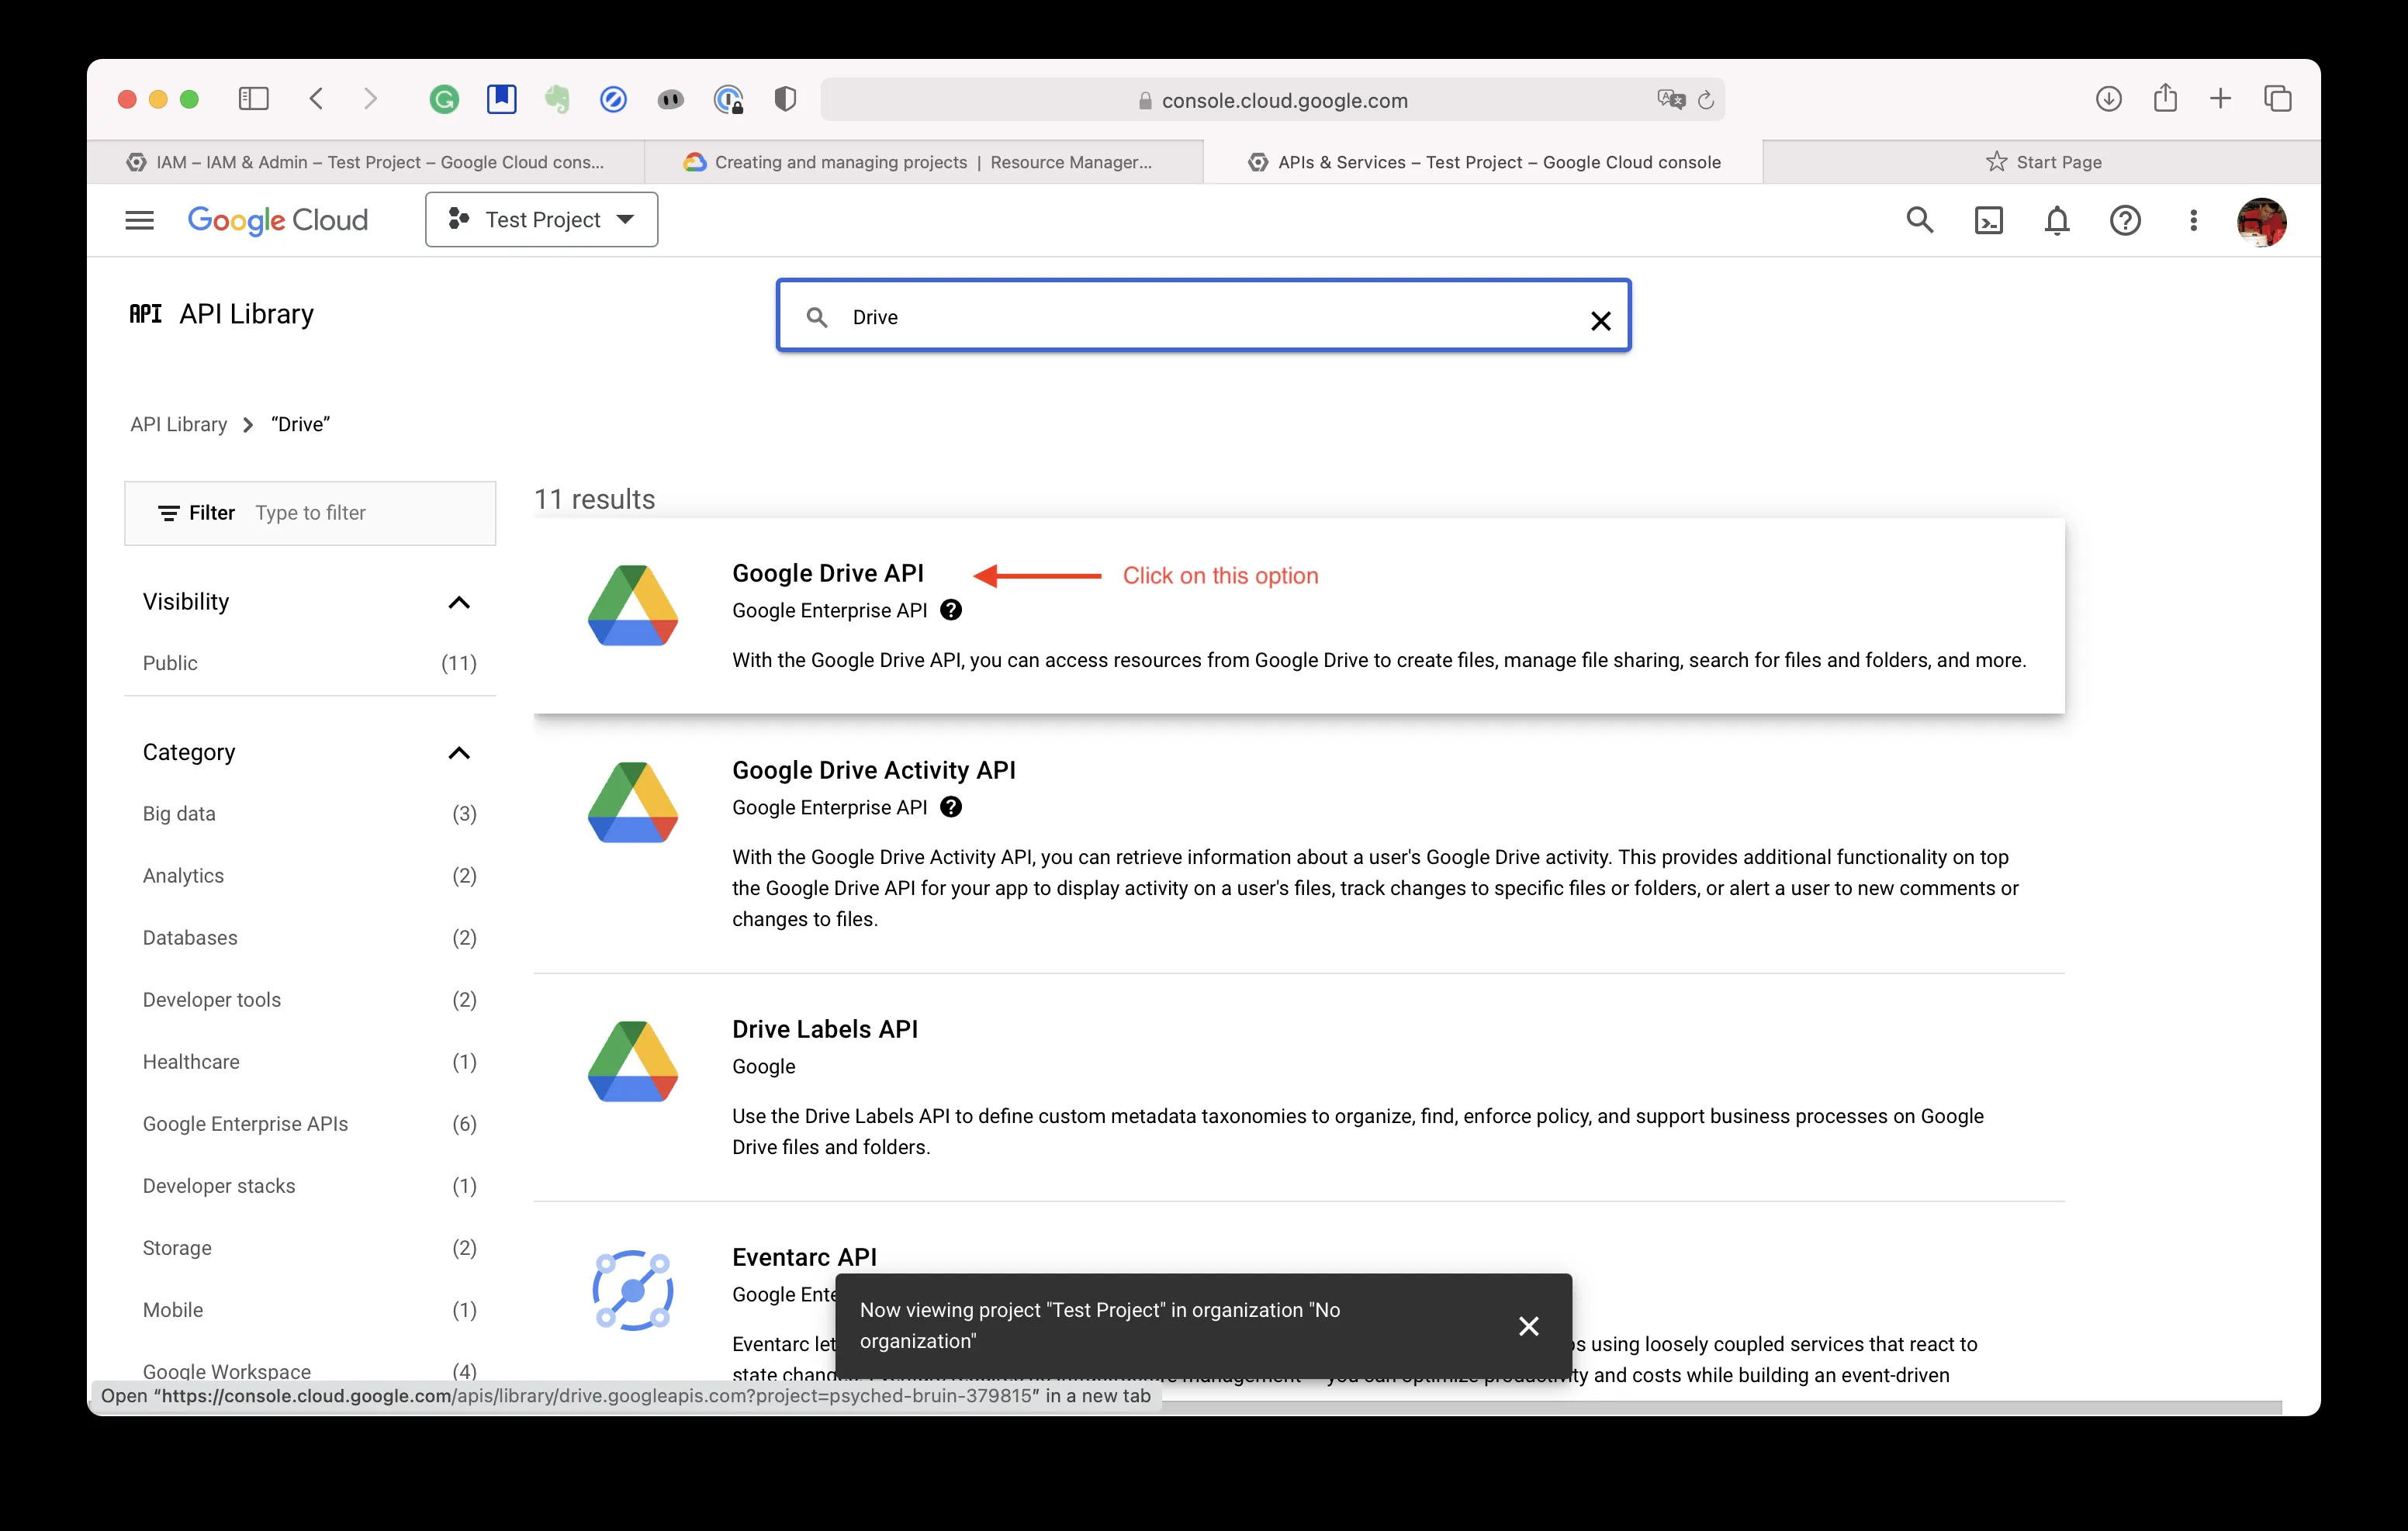 console.cloud.google.com
IAM – IAM & Admin – Test Project – Google Cloud cons...
Creating and managing projects | Resource Manager...
APIs & Services – Test Project – Google Cloud console
Start Page
Google Cloud
Test Project
API API Library
Drive
API Library
“Drive”
Filter Type to filter
Visibility
Public (11)
Category
Big data (3)
Analytics (2)
Databases (2)
Developer tools (2)
Healthcare (1)
Google Enterprise APIs (6)
Developer stacks (1)
Storage (2)
Mobile (1)
Google Workspace (4)
11 results
Google Drive API
Click on this option
Google Enterprise API
With the Google Drive API, you can access resources from Google Drive to create files, manage file sharing, search for files and folders, and more.
Google Drive Activity API
Google Enterprise API
With the Google Drive Activity API, you can retrieve information about a user's Google Drive activity. This provides additional functionality on top
the Google Drive API for your app to display activity on a user's files, track changes to specific files or folders, or alert a user to new comments or
changes to files.
Drive Labels API
Google
Use the Drive Labels API to define custom metadata taxonomies to organize, find, enforce policy, and support business processes on Google
Drive files and folders.
Eventarc API
Google Ente
Eventarc let
using loosely coupled services that react to
state chang
and costs while building an event-driven
Now viewing project "Test Project" in organization "No
organization"
Open “https://console.cloud.google.com/apis/library/drive.googleapis.com?project=psyched-bruin-379815” in a new tab